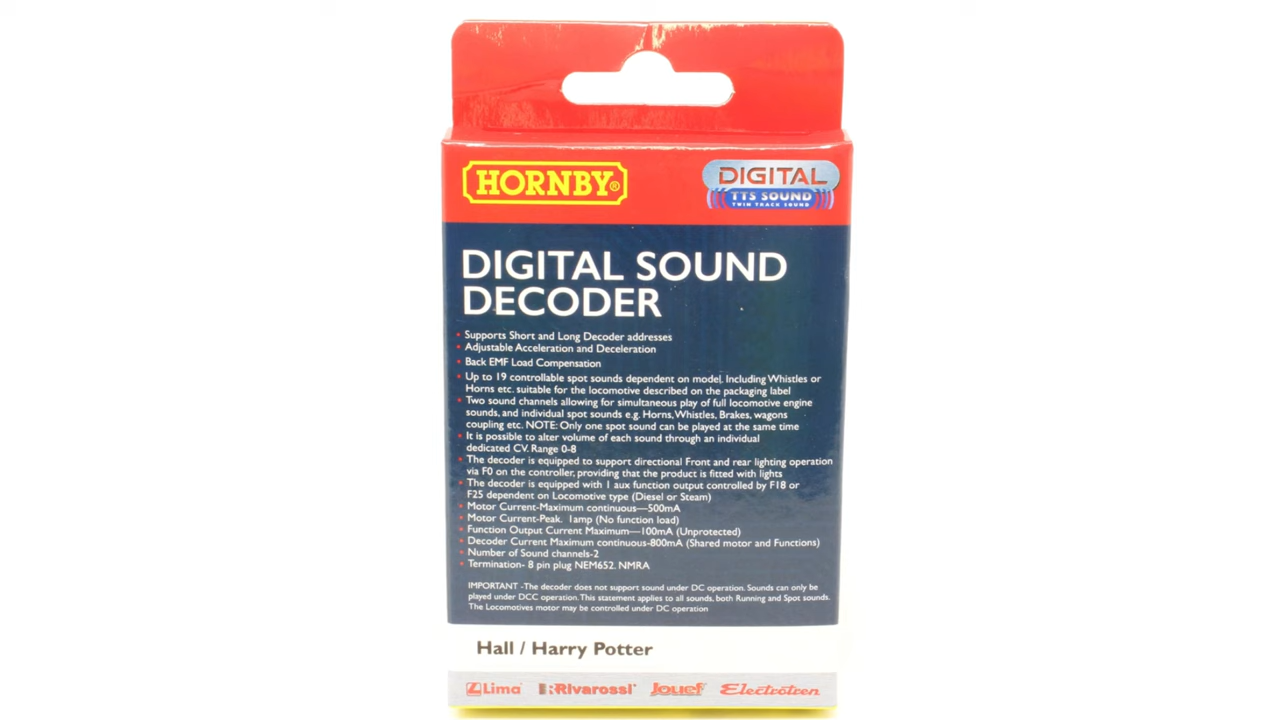 HORNBY®
DIGITAL
TTS SOUND
TWIN TRACK SOUND
DIGITAL SOUND
DECODER
• Supports Short and Long Decoder addresses
• Adjustable Acceleration and Deceleration
• Back EMF Load Compensation
• Up to 19 controllable spot sounds dependent on model. Including Whistles or
Horns etc. suitable for the locomotive described on the packaging label
• Two sound channels allowing for simultaneous play of full locomotive engine
sounds, and individual spot sounds e.g. Horns, Whistles, Brakes, wagons
coupling etc. NOTE: Only one spot sound can be played at the same time
• It is possible to alter volume of each sound through an individual
dedicated CV. Range 0-8
• The decoder is equipped to support directional Front and rear lighting operation
via F0 on the controller, providing that the product is fitted with lights
• The decoder is equipped with 1 aux function output controlled by F18 or
F25 dependent on Locomotive type (Diesel or Steam)
• Motor Current-Maximum continuous—500mA
• Motor Current-Peak. 1amp (No function load)
• Function Output Current Maximum—100mA (Unprotected)
• Decoder Current Maximum continuous-800mA (Shared motor and Functions)
• Number of Sound channels-2
• Termination- 8 pin plug NEM652. NMRA
IMPORTANT -The decoder does not support sound under DC operation. Sounds can only be
played under DCC operation. This statement applies to all sounds, both Running and Spot sounds.
The Locomotives motor may be controlled under DC operation
Hall / Harry Potter
Lima Rivarossi Jouef Electrotren